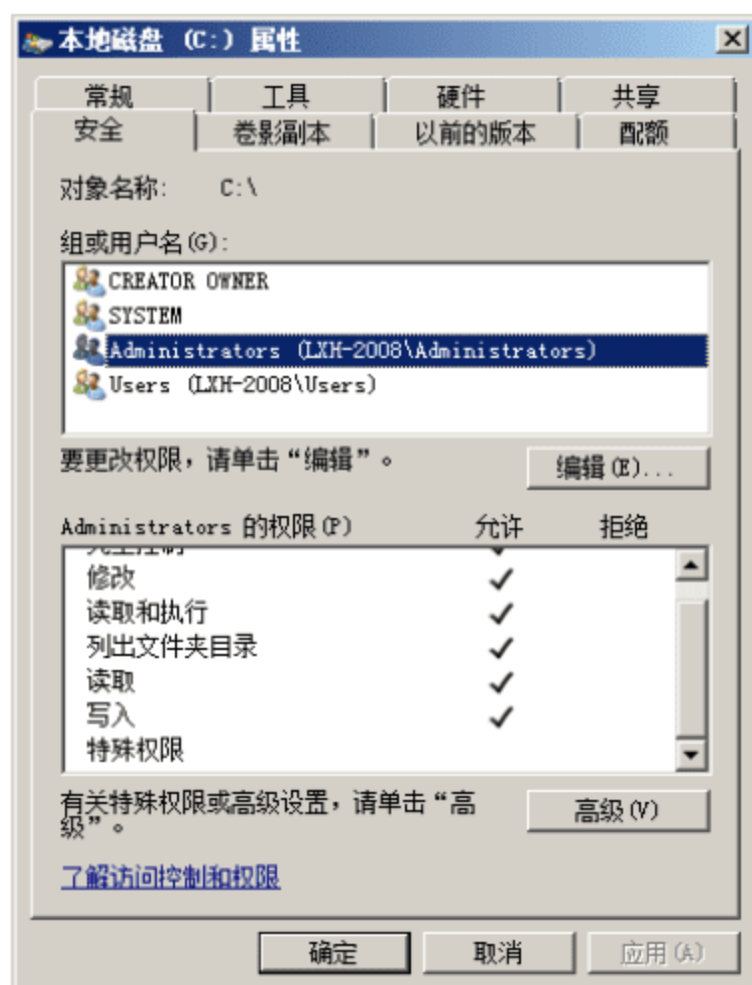 本地磁盘 (C:) 属性
常规 工具 硬件 共享
安全 卷影副本 以前的版本 配额
对象名称: C:\
组或用户名(G):
CREATOR OWNER
SYSTEM
Administrators (LXH-2008\Administrators)
Users (LXH-2008\Users)
要更改权限，请单击“编辑”。
编辑(E)...
Administrators 的权限(P) 允许 拒绝
修改
读取和执行
列出文件夹目录
读取
写入
特殊权限
有关特殊权限或高级设置，请单击“高
级”。
高级(V)
了解访问控制和权限
确定 取消 应用(A)